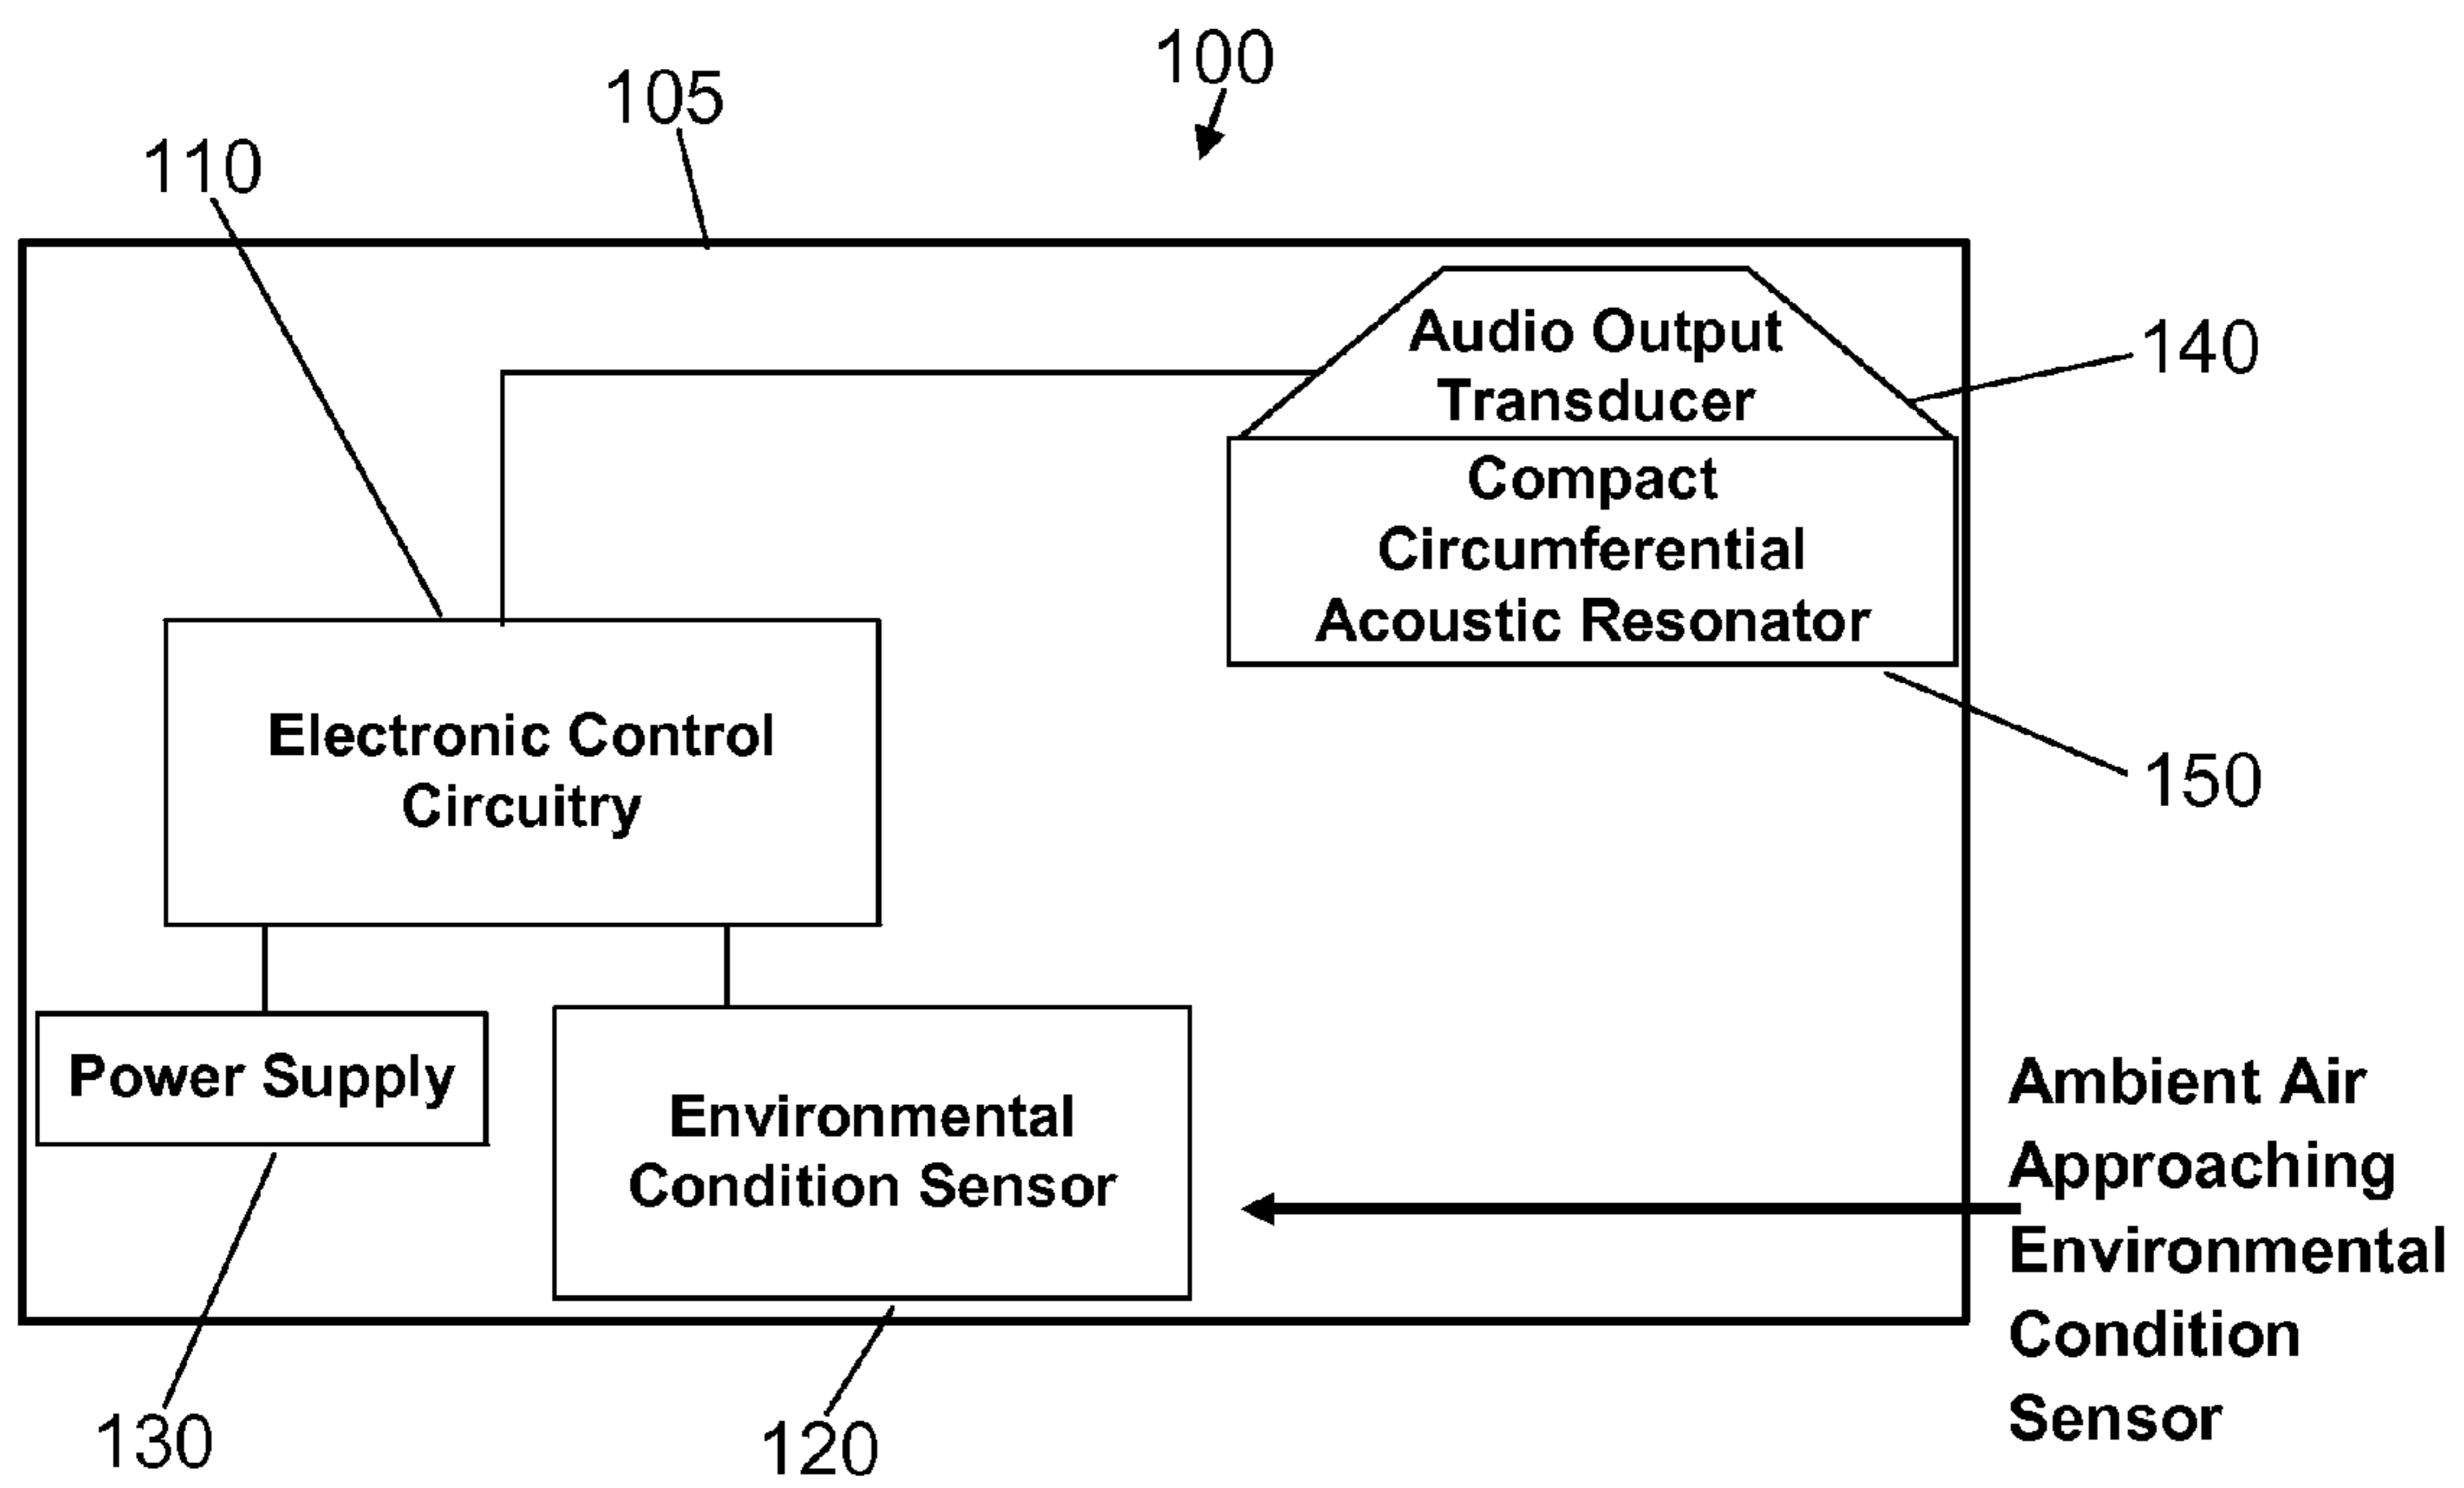 100
105
110
Audio Output
Transducer
140
Compact
Circumferential
Acoustic Resonator
150
Electronic Control
Circuitry
Power Supply
Environmental
Condition Sensor
Ambient Air
Approaching
Environmental
Condition
Sensor
130
120